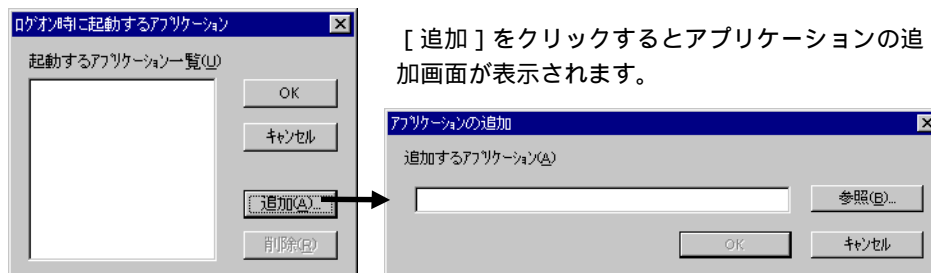 ログオン時に起動するアプリケーション
起動するアプリケーション一覧(U)
OK
キャンセル
追加(A)...
削除(R)
[追加]をクリックするとアプリケーションの追
加画面が表示されます。
アプリケーションの追加
追加するアプリケーション(A)
参照(B)...
OK
キャンセル